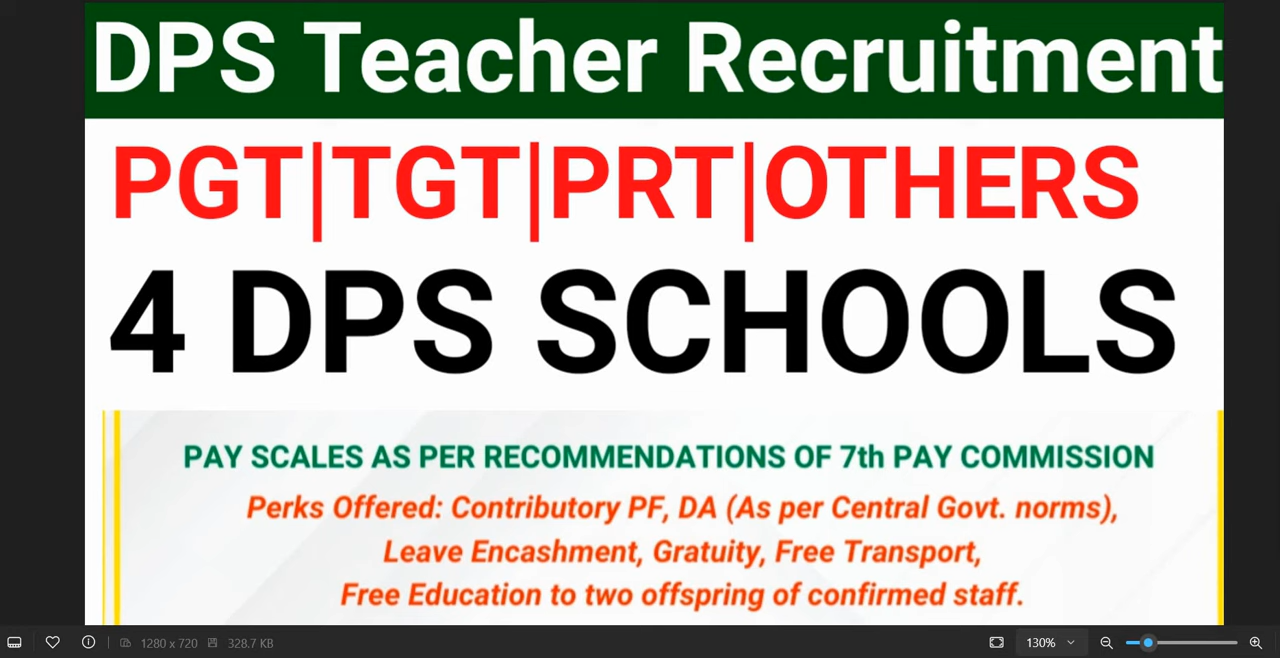 DPS Teacher Recruitment
PGT|TGT|PRT|OTHERS
4 DPS SCHOOLS
PAY SCALES AS PER RECOMMENDATIONS OF 7th PAY COMMISSION
Perks Offered: Contributory PF, DA (As per Central Govt. norms),
Leave Encashment, Gratuity, Free Transport,
Free Education to two offspring of confirmed staff.
1280 x 720 328.7 KB 130%